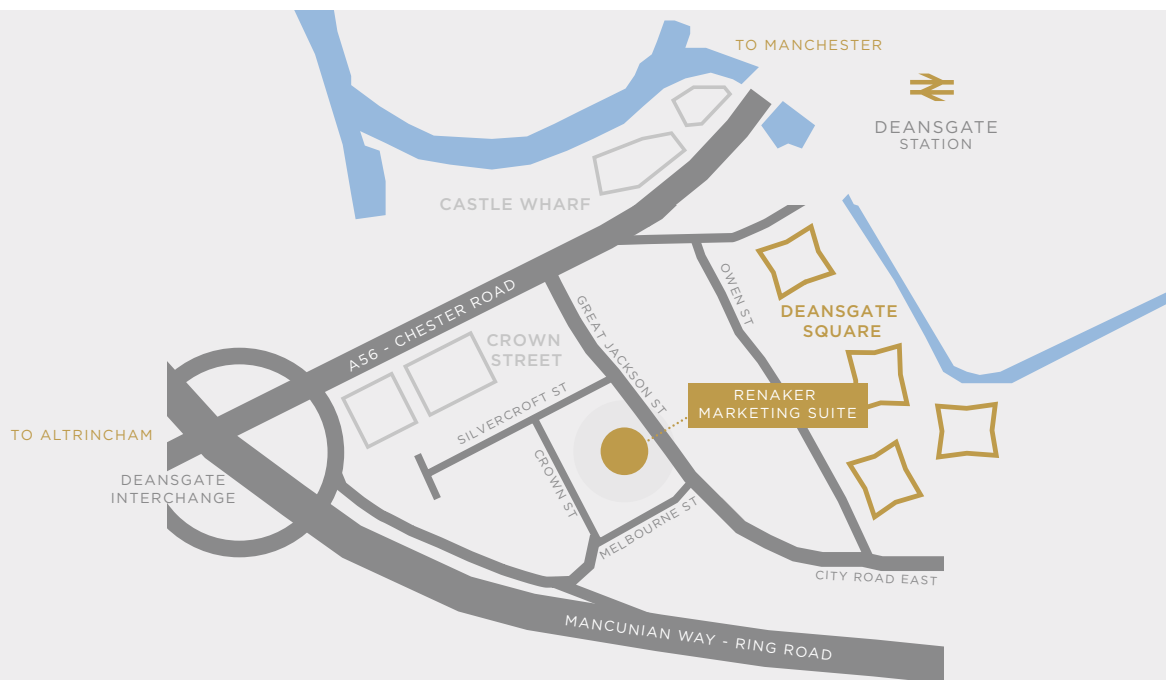 TO MANCHESTER
DEANSGATE
STATION
CASTLE WHARF
OWEN ST
A56 - CHESTER ROAD
GREAT JACKSON ST
DEANSGATE
SQUARE
CROWN
STREET
RENAKER
MARKETING SUITE
SILVERCROFT ST
TO ALTRINCHAM
CROWN ST
DEANSGATE
INTERCHANGE
MELBOURNE ST
CITY ROAD EAST
MANCUNIAN WAY - RING ROAD